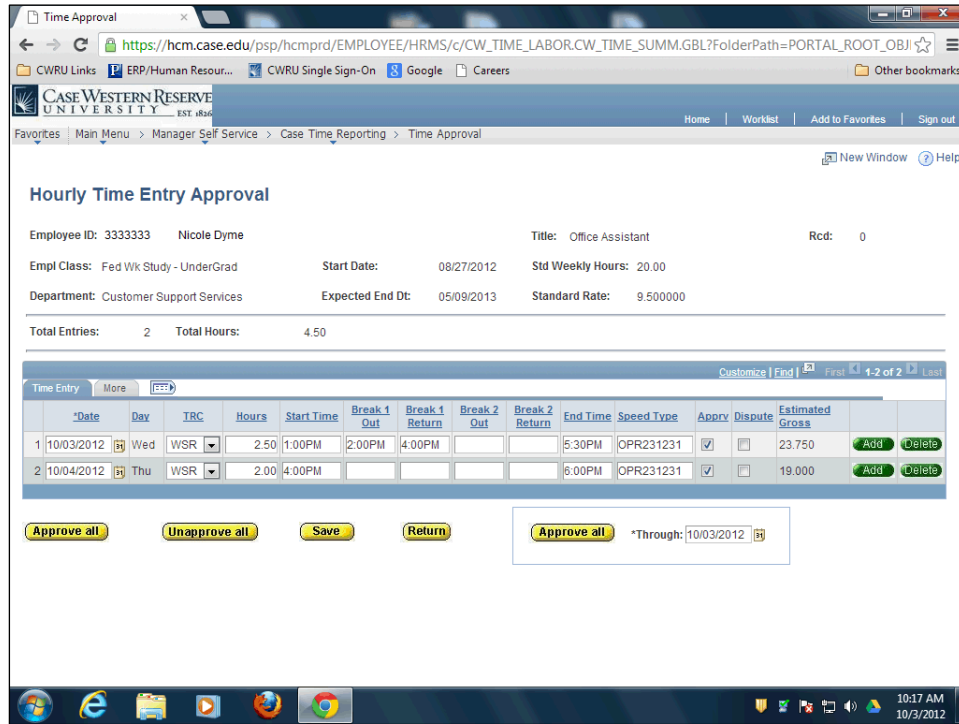 Time Approval
https://hcm.case.edu/psp/hcmprd/EMPLOYEE/HRMS/c/CW_TIME_LABOR.CW_TIME_SUMM.GBL?FolderPath=PORTAL_ROOT_OBJ
CWRU Links ERP/Human Resour... CWRU Single Sign-On Google Careers Other bookmarks
CASE WESTERN RESERVE
UNIVERSITY EST. 1826
Home | Worklist | Add to Favorites | Sign out
Favorites Main Menu > Manager Self Service > Case Time Reporting > Time Approval
New Window Help
Hourly Time Entry Approval
Employee ID: 3333333 Nicole Dyme Title: Office Assistant Rcd: 0
Empl Class: Fed Wk Study - UnderGrad Start Date: 08/27/2012 Std Weekly Hours: 20.00
Department: Customer Support Services Expected End Dt: 05/09/2013 Standard Rate: 9.500000
Total Entries: 2 Total Hours: 4.50
Customize | Find | First 1-2 of 2 Last
Time Entry More
*Date Day TRC Hours Start Time Break 1 Out Break 1 Return Break 2 Out Break 2 Return End Time Speed Type Apprv Dispute Estimated Gross
1 10/03/2012 Wed WSR 2.50 1:00PM 2:00PM 4:00PM 5:30PM OPR231231 23.750 Add Delete
2 10/04/2012 Thu WSR 2.00 4:00PM 6:00PM OPR231231 19.000 Add Delete
Approve all Unapprove all Save Return Approve all *Through: 10/03/2012
10:17 AM
10/3/2012